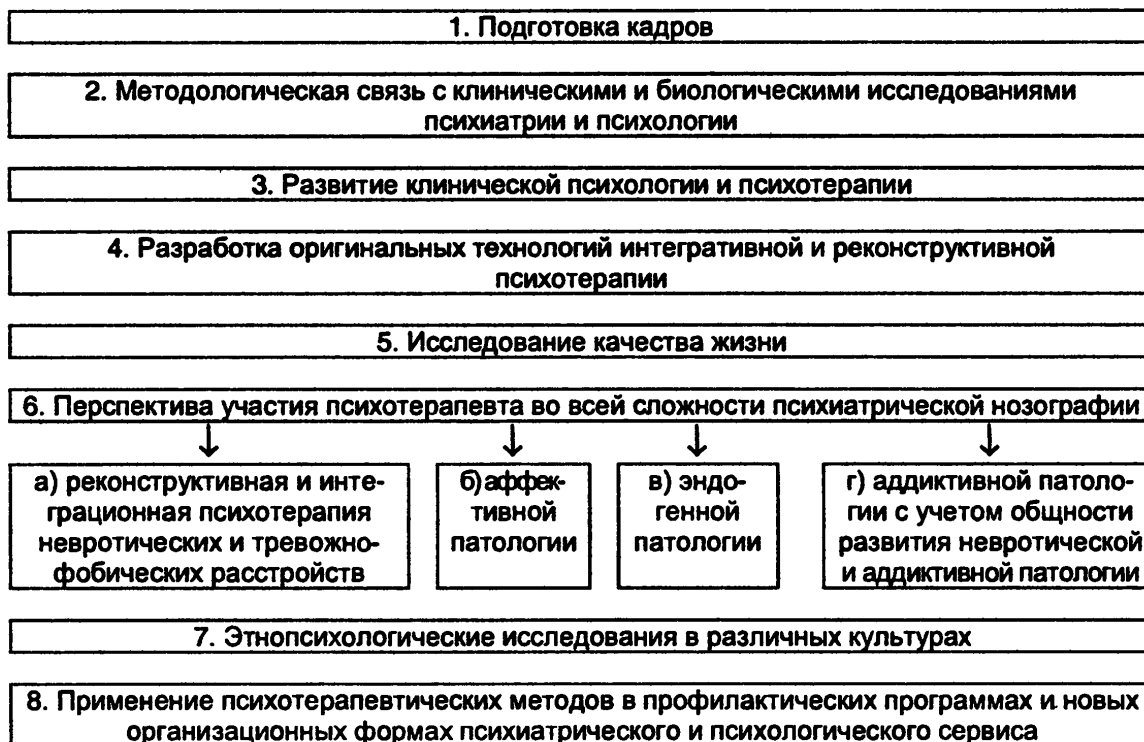 1. Подготовка кадров
2. Методологическая связь с клиническими и биологическими исследованиями
психиатрии и психологии
3. Развитие клинической психологии и психотерапии
4. Разработка оригинальных технологий интегративной и реконструктивной
психотерапии
5. Исследование качества жизни
6. Перспектива участия психотерапевта во всей сложности психиатрической нозографии
а) реконструктивная и инте-
грационная психотерапия
невротических и тревожно-
фобических расстройств
б) аффек-
тивной
патологии
в) эндо-
генной
патологии
г) аддиктивной патоло-
гии с учетом общности
развития невротической
и аддиктивной патологии
7. Этнопсихологические исследования в различных культурах
8. Применение психотерапевтических методов в профилактических программах и новых
организационных формах психиатрического и психологического сервиса